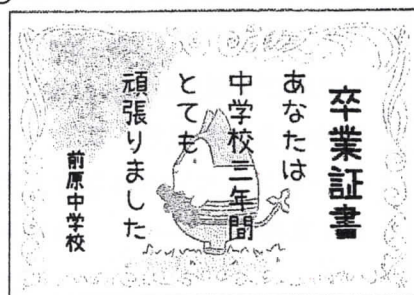 卒業証書
あなたは
中学校三年間
とても
頑張りました
前原中学校